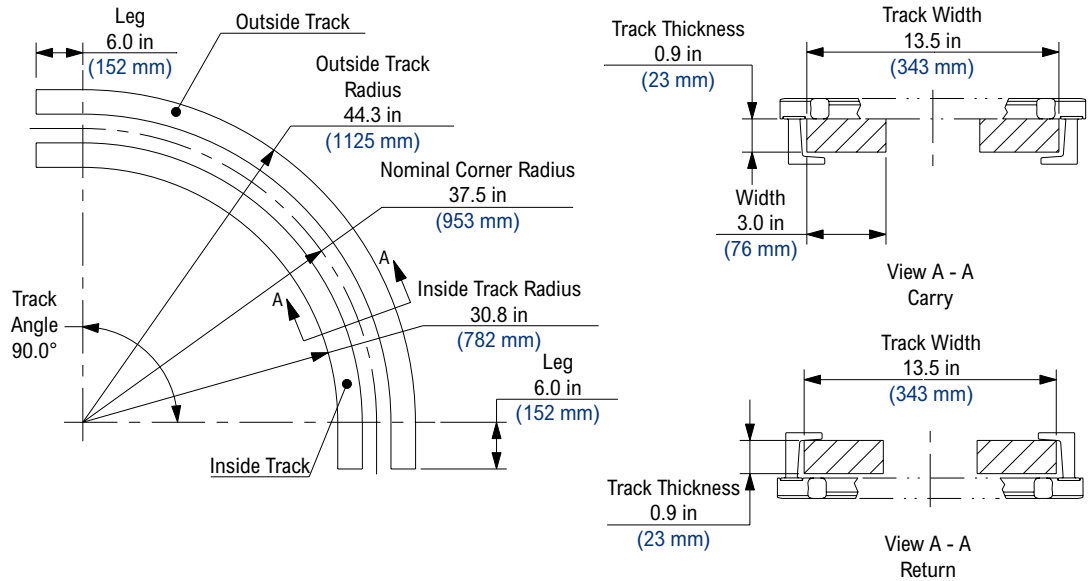 Leg
6.0 in
(152 mm)
Outside Track
Outside Track
Radius
44.3 in
(1125 mm)
Nominal Corner Radius
37.5 in
(953 mm)
A
A
Inside Track Radius
30.8 in
(782 mm)
Track
Angle
90.0°
Leg
6.0 in
(152 mm)
Inside Track
Track Width
13.5 in
(343 mm)
Track Thickness
0.9 in
(23 mm)
Width
3.0 in
(76 mm)
View A - A
Carry
Track Width
13.5 in
(343 mm)
Track Thickness
0.9 in
(23 mm)
View A - A
Return